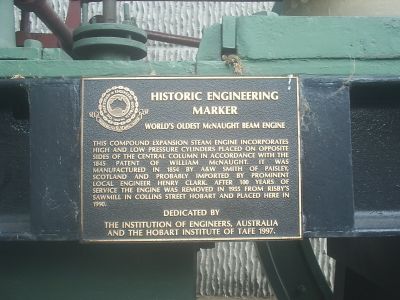 HISTORIC ENGINEERING
MARKER
WORLD'S OLDEST McNAUGHT BEAM ENGINE
THIS COMPOUND EXPANSION STEAM ENGINE INCORPORATES
HIGH AND LOW PRESSURE CYLINDERS PLACED ON OPPOSITE
SIDES OF THE CENTRAL COLUMN IN ACCORDANCE WITH THE
1845 PATENT OF WILLIAM McNAUGHT. IT WAS
MANUFACTURED IN 1854 BY A&W SMITH OF PAISLEY,
SCOTLAND AND PROBABLY IMPORTED BY PROMINENT
LOCAL ENGINEER HENRY CLARK. AFTER 100 YEARS OF
SERVICE THE ENGINE WAS REMOVED IN 1955 FROM RISBY'S
SAWMILL IN COLLINS STREET HOBART AND PLACED HERE IN
1990.
DEDICATED BY
THE INSTITUTION OF ENGINEERS, AUSTRALIA
AND THE HOBART INSTITUTE OF TAFE 1997.